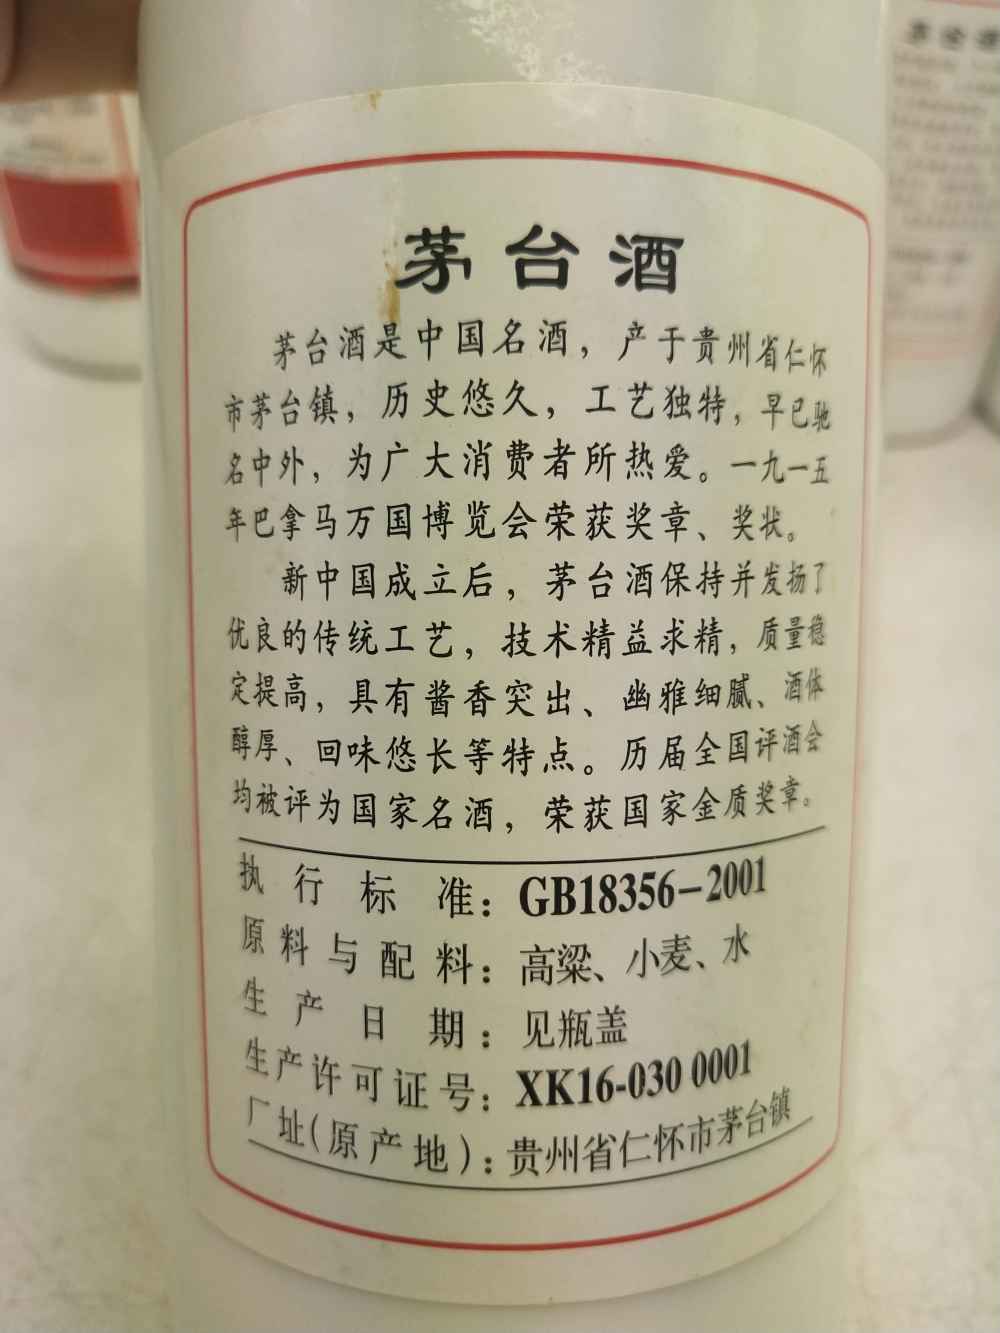 茅台酒
茅台酒是中国名酒，产于贵州省仁怀
市茅台镇，历史悠久，工艺独特，早已驰
名中外，为广大消费者所热爱。一九一五
年巴拿马万国博览会荣获奖章、奖状。
新中国成立后，茅台酒保持并发扬了
优良的传统工艺，技术精益求精，质量稳
定提高，具有酱香突出、幽雅细腻、酒体
醇厚、回味悠长等特点。历届全国评酒会
均被评为国家名酒，荣获国家金质奖章。
执行标准：GB18356-2001
原料与配料：高粱、小麦、水
生产日期：见瓶盖
生产许可证号：XK16-030 0001
厂址(原产地)：贵州省仁怀市茅台镇